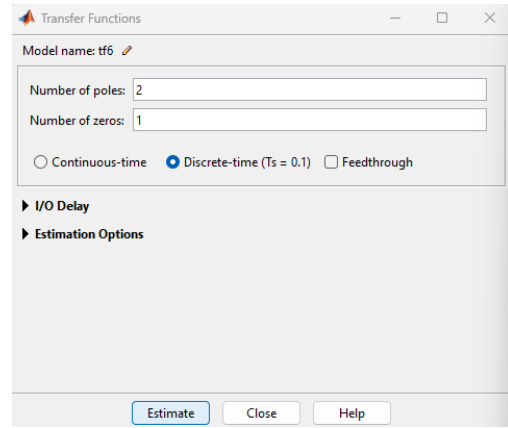 Transfer Functions
Model name: tf6
Number of poles: 2
Number of zeros: 1
Continuous-time Discrete-time (Ts = 0.1) Feedthrough
I/O Delay
Estimation Options
Estimate Close Help